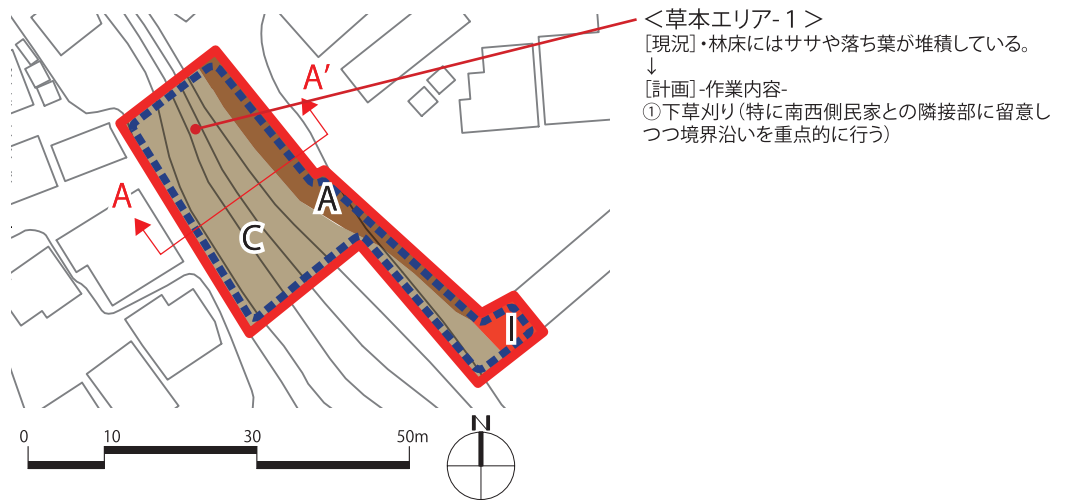 ＜草本エリア-１＞
［現況］・林床にはササや落ち葉が堆積している。
↓
［計画］-作業内容-
①下草刈り（特に南西側民家との隣接部に留意し
つつ境界沿いを重点的に行う）
A’
A
A
C
I
0 10 30 50m
N